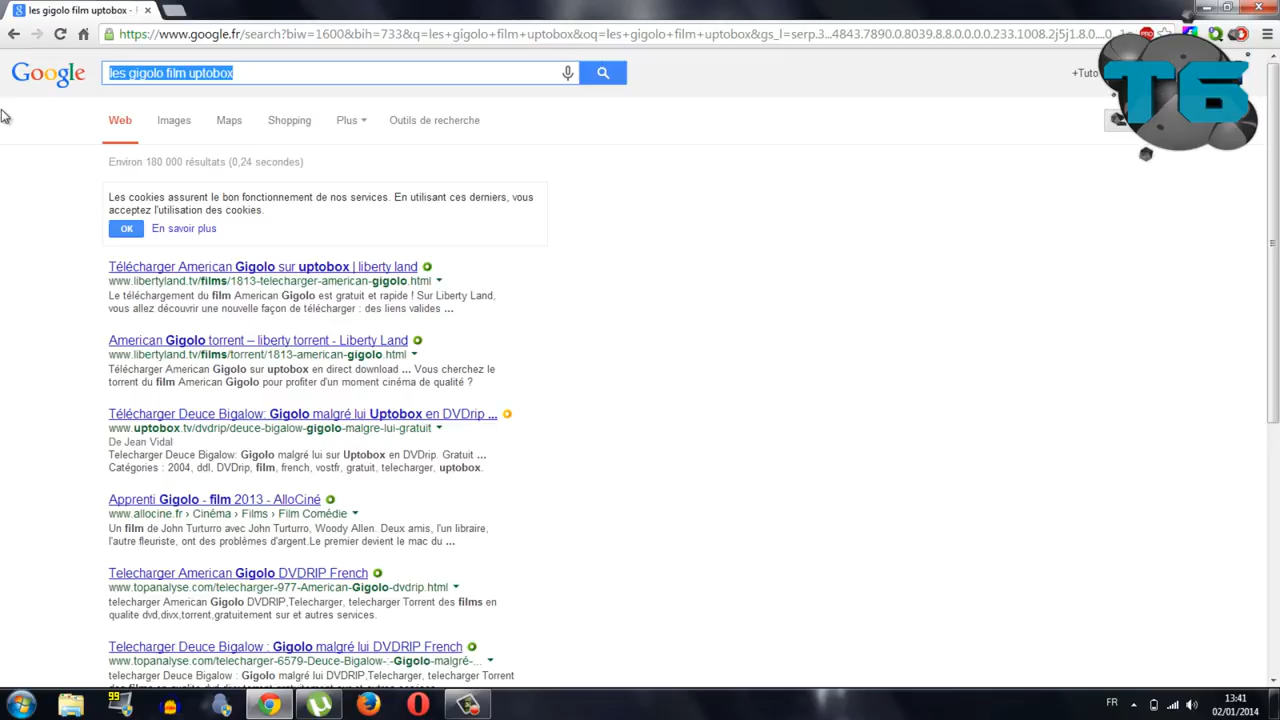 les gigolo film uptobox -
https://www.google.fr/search?biw=1600&bih=733&q=les+gigolo+film+uptobox&oq=les+gigolo+film+uptobox&gs_l=serp.3...4843.7890.0.8039.8.8.0.0.0.0.233.1008.2j5j1.8.0...
Google
les gigolo film uptobox
+Tuto
T6
Web Images Maps Shopping Plus Outils de recherche
Environ 180 000 résultats (0,24 secondes)
Les cookies assurent le bon fonctionnement de nos services. En utilisant ces derniers, vous
acceptez l'utilisation des cookies.
OK En savoir plus
Télécharger American Gigolo sur uptobox | liberty land
www.libertyland.tv/films/1813-telecharger-american-gigolo.html
Le téléchargement du film American Gigolo est gratuit et rapide ! Sur Liberty Land,
vous allez découvrir une nouvelle façon de télécharger : des liens valides ...
American Gigolo torrent – liberty torrent - Liberty Land
www.libertyland.tv/films/torrent/1813-american-gigolo.html
Télécharger American Gigolo sur uptobox en direct download ... Vous cherchez le
torrent du film American Gigolo pour profiter d'un moment cinéma de qualité ?
Télécharger Deuce Bigalow: Gigolo malgré lui Uptobox en DVDrip ...
www.uptobox.tv/dvdrip/deuce-bigalow-gigolo-malgre-lui-gratuit
De Jean Vidal
Telecharger Deuce Bigalow: Gigolo malgré lui sur Uptobox en DVDrip. Gratuit ...
Catégories : 2004, ddl, DVDrip, film, french, vostfr, gratuit, telecharger, uptobox.
Apprenti Gigolo - film 2013 - AlloCiné
www.allocine.fr › Cinéma › Films › Film Comédie
Un film de John Turturro avec John Turturro, Woody Allen. Deux amis, l'un libraire,
l'autre fleuriste, ont des problèmes d'argent.Le premier devient le mac du ...
Telecharger American Gigolo DVDRIP French
www.topanalyse.com/telecharger-977-American-Gigolo-dvdrip.html
telecharger American Gigolo DVDRIP,Telecharger, telecharger Torrent des films en
qualite dvd,divx,torrent,gratuitement sur et autres services.
Telecharger Deuce Bigalow : Gigolo malgré lui DVDRIP French
www.topanalyse.com/telecharger-6579-Deuce-Bigalow-:-Gigolo-malgré-...
telecharger Deuce Bigalow : Gigolo malgré lui DVDRIP,Telecharger, telecharger Torrent
99
FR
13:41
02/01/2014